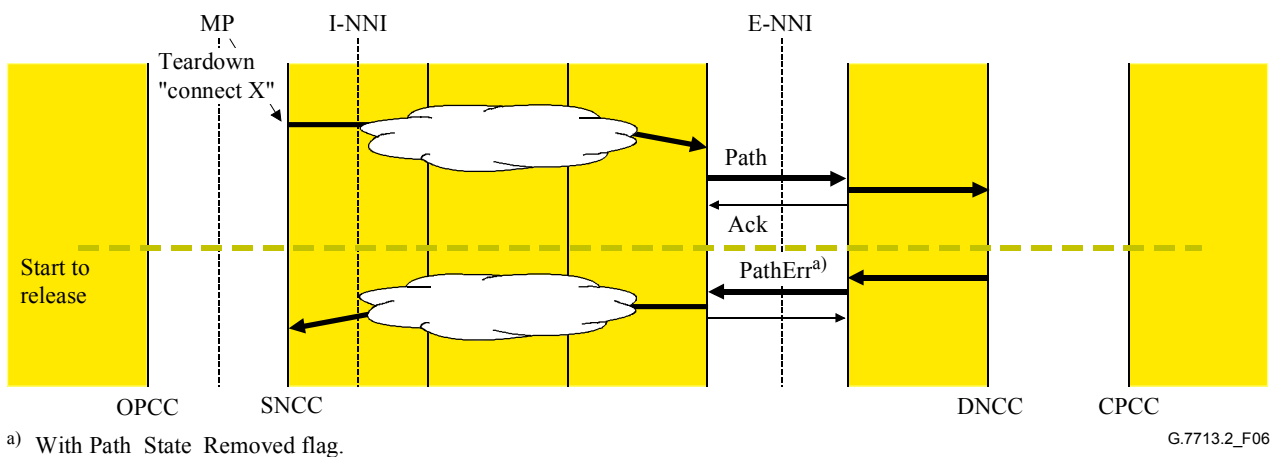 MP I-NNI E-NNI
Teardown
"connect X"
Path
Ack
Start to
release
PathErr a)
OPCC SNCC DNCC CPCC
a) With Path State Removed flag.
G.7713.2_F06